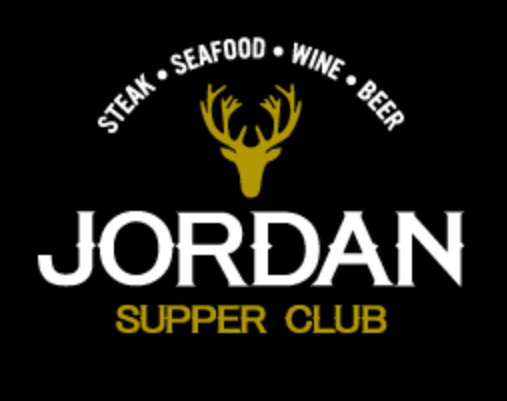 STEAK • SEAFOOD • WINE • BEER
JORDAN
SUPPER CLUB